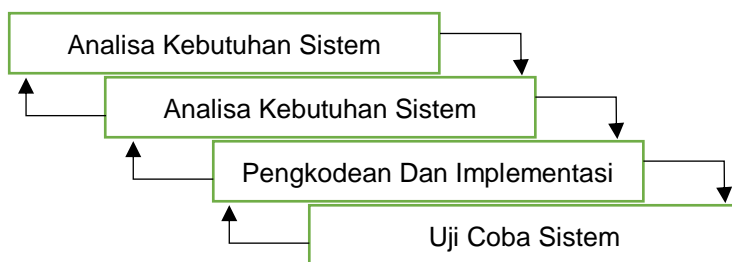 Analisa Kebutuhan Sistem
Analisa Kebutuhan Sistem
Pengkodean Dan Implementasi
Uji Coba Sistem